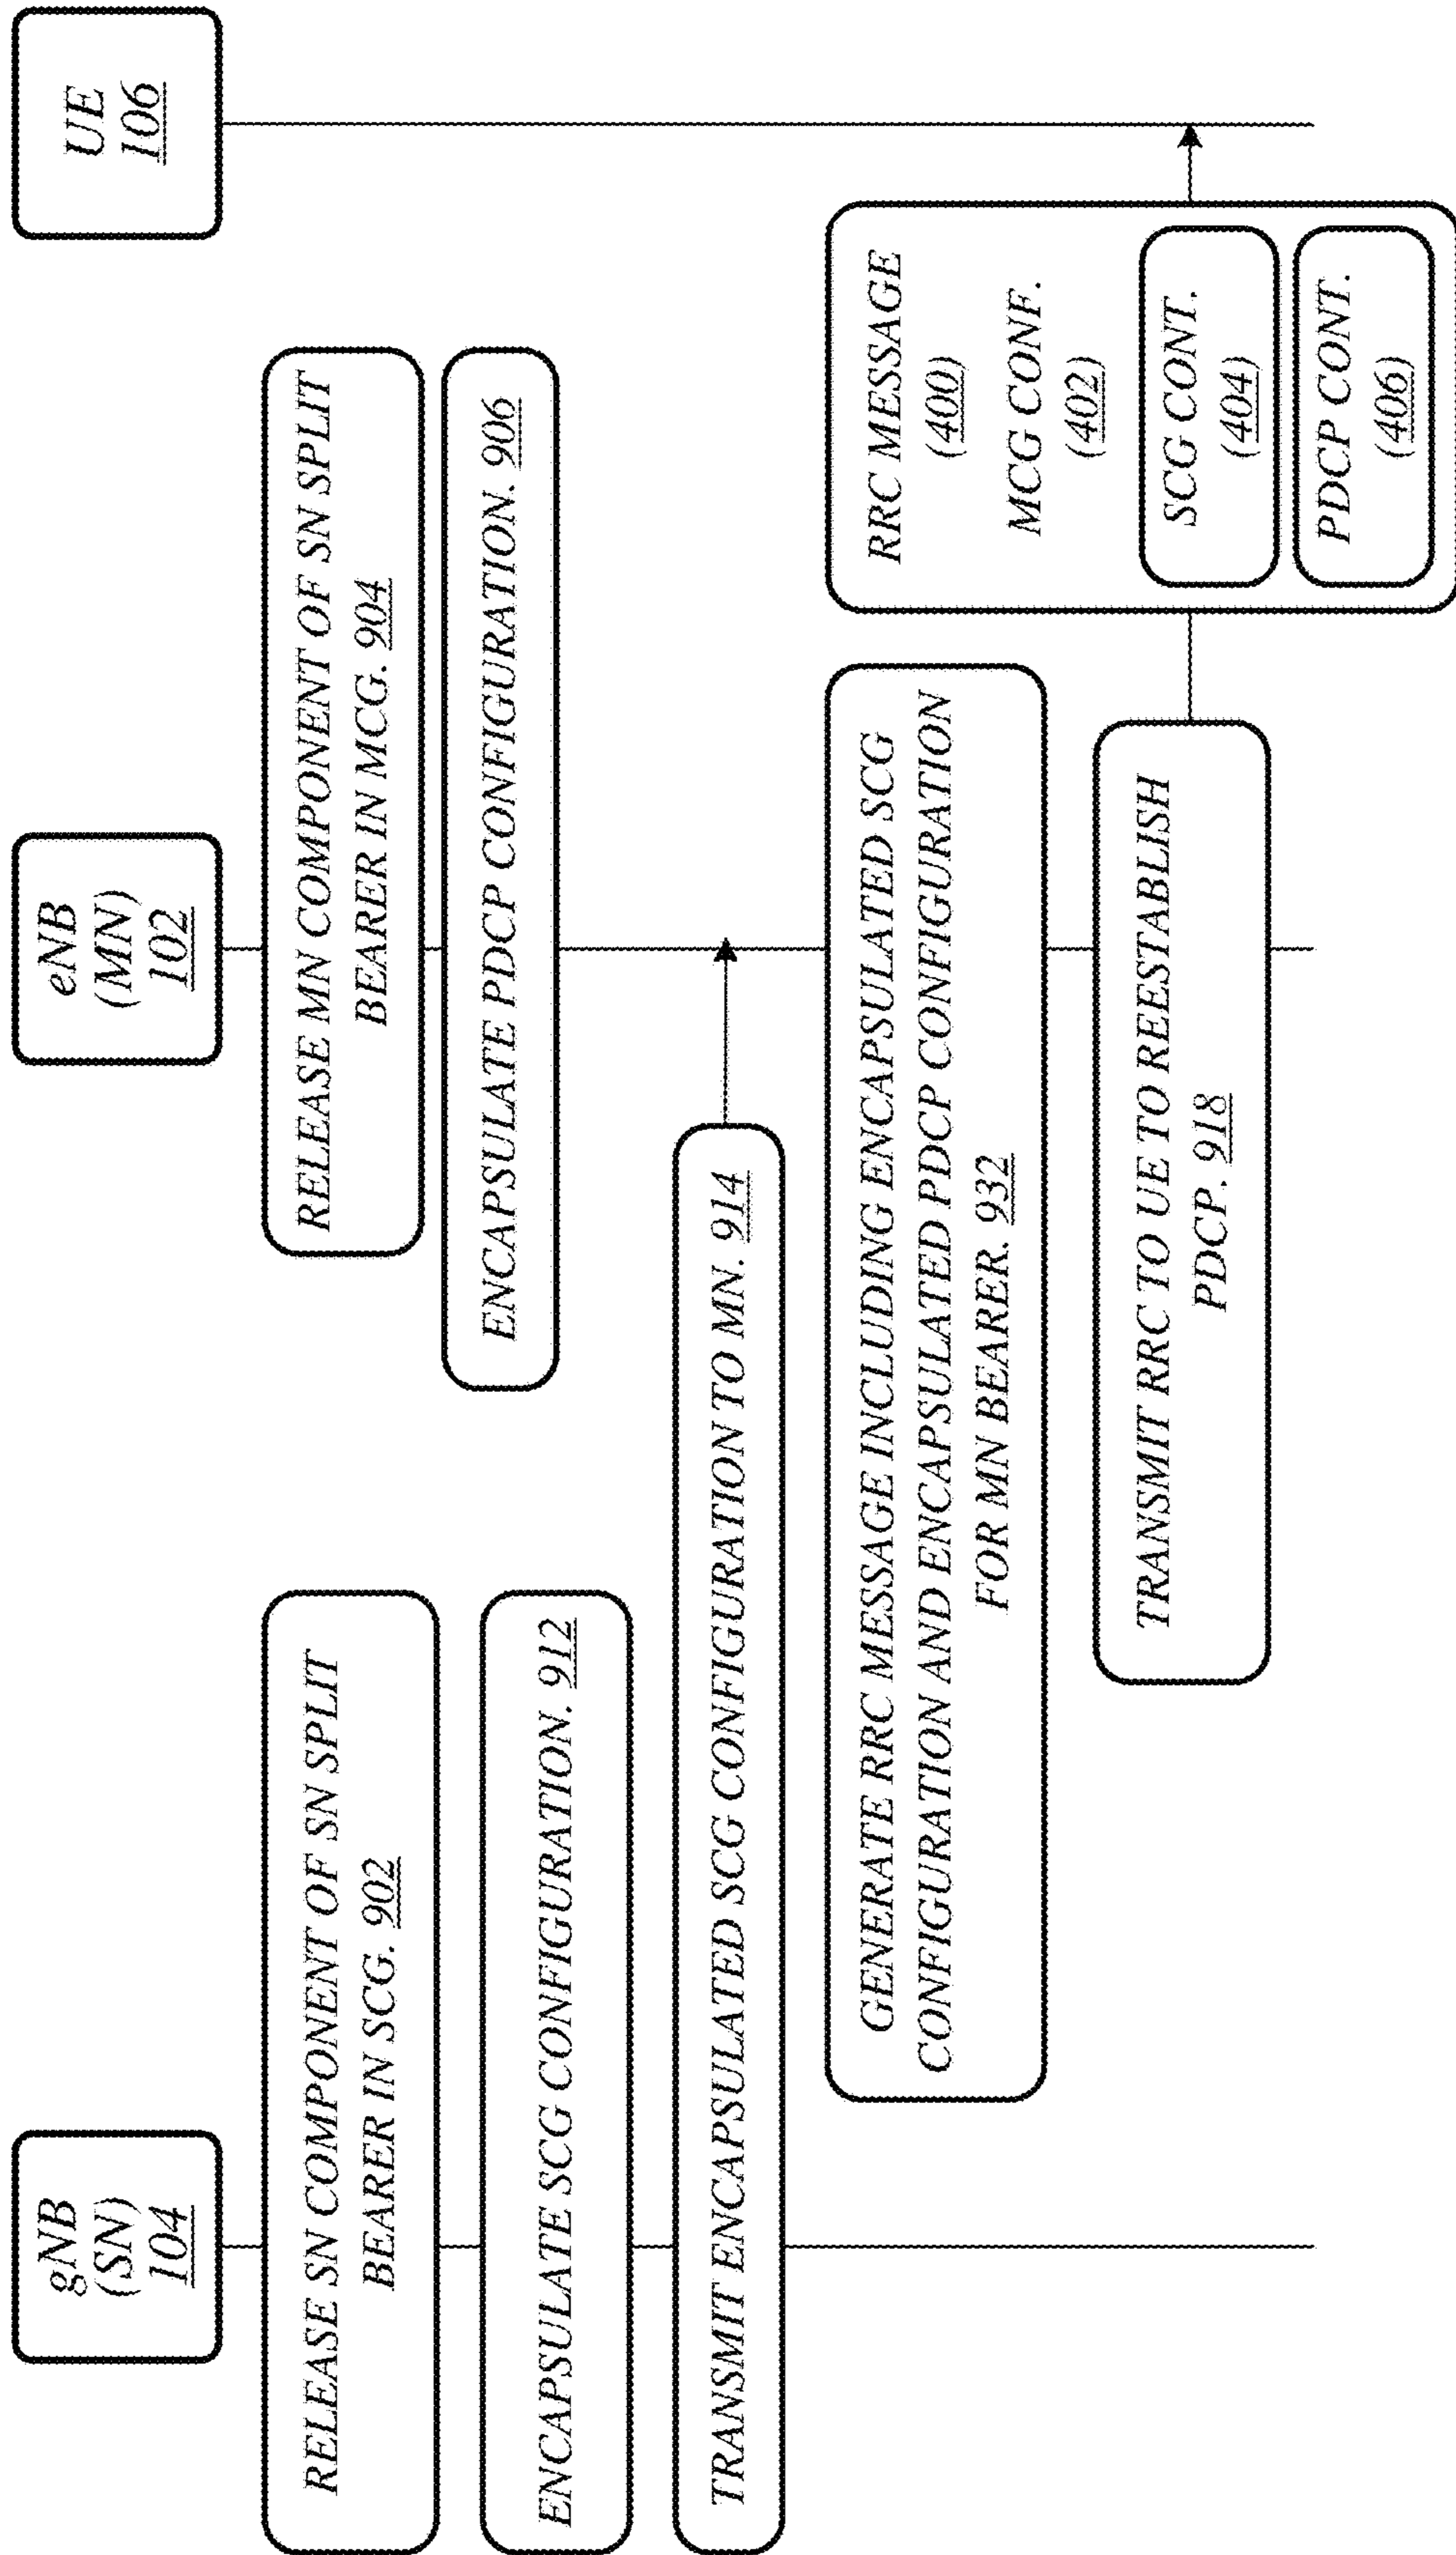 gNB
(SN)
104
eNB
(MN)
102
UE
106
RELEASE SN COMPONENT OF SN SPLIT
BEARER IN SCG. 902
RELEASE MN COMPONENT OF SN SPLIT
BEARER IN MCG. 904
ENCAPSULATE PDCP CONFIGURATION. 906
ENCAPSULATE SCG CONFIGURATION. 912
TRANSMIT ENCAPSULATED SCG CONFIGURATION TO MN. 914
GENERATE RRC MESSAGE INCLUDING ENCAPSULATED SCG
CONFIGURATION AND ENCAPSULATED PDCP CONFIGURATION
FOR MN BEARER. 932
TRANSMIT RRC TO UE TO REESTABLISH
PDCP. 918
RRC MESSAGE
(400)
MCG CONF.
(402)
SCG CONT.
(404)
PDCP CONT.
(406)